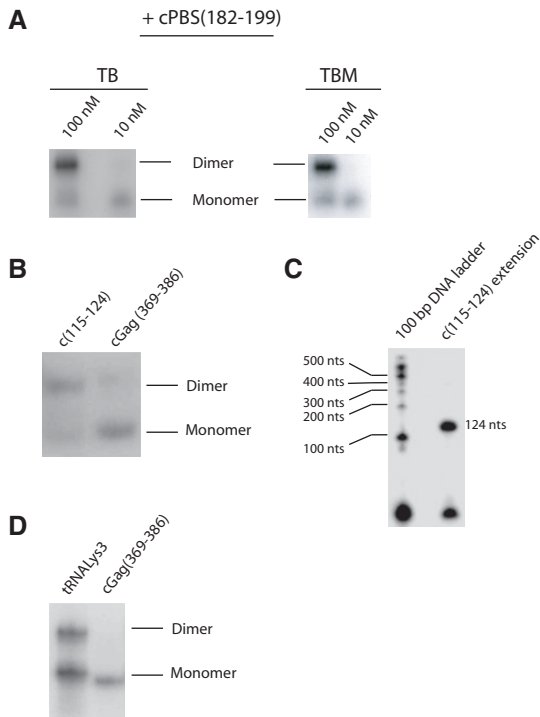 A
+ cPBS(182-199)
TB
TBM
100 nM
10 nM
100 nM
10 nM
Dimer
Monomer
B
c(115-124)
cGag (369-386)
Dimer
Monomer
C
100 bp DNA ladder
c(115-124) extension
500 nts
400 nts
300 nts
200 nts
100 nts
124 nts
D
tRNALys3
cGag(369-386)
Dimer
Monomer